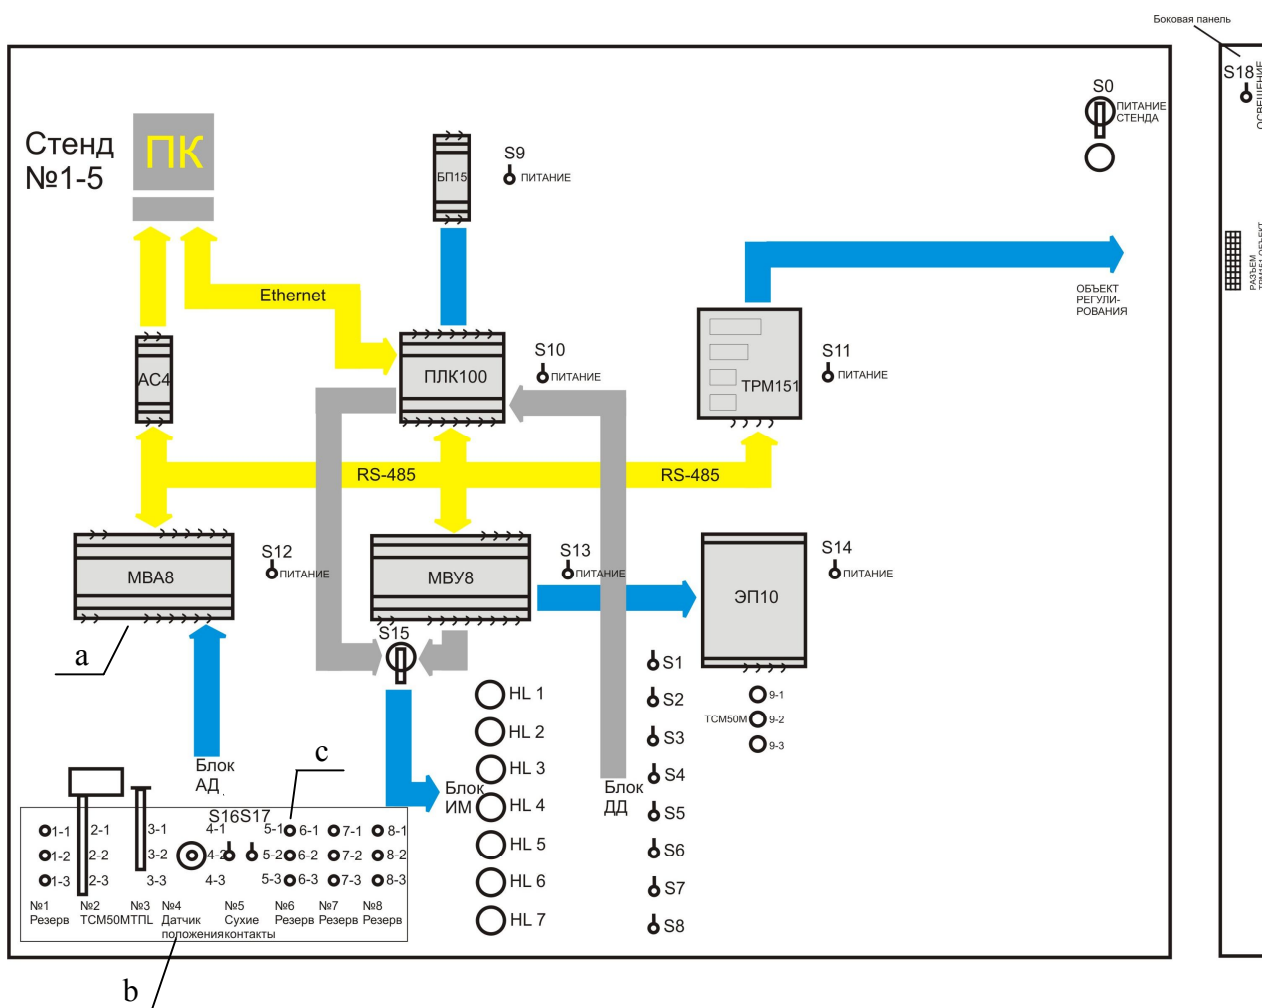 Боковая панель
S18
ОСВЕЩЕНИЕ
S0
ПИТАНИЕ
СТЕНДА
Стенд
№1-5
ПК
БП15
S9
ПИТАНИЕ
РАЗЪЕМ
ТРМ151-ОБЪЕКТ
Ethernet
ОБЪЕКТ
РЕГУЛИ-
РОВАНИЯ
АС4
ПЛК100
S10
ПИТАНИЕ
ТРМ151
S11
ПИТАНИЕ
RS-485
RS-485
МВА8
S12
ПИТАНИЕ
МВУ8
S13
ПИТАНИЕ
ЭП10
S14
ПИТАНИЕ
S15
a
HL 1
HL 2
HL 3
HL 4
HL 5
HL 6
HL 7
S1
S2
S3
S4
S5
S6
S7
S8
9-1
ТСМ50М
9-2
9-3
Блок
АД
c
Блок
ИМ
Блок
ДД
S16S17
1-1 2-1 3-1 4-1 5-1 6-1 7-1 8-1
1-2 2-2 3-2 4-2 5-2 6-2 7-2 8-2
1-3 2-3 3-3 4-3 5-3 6-3 7-3 8-3
№1 №2 №3 №4 №5 №6 №7 №8
Резерв ТСМ50МТПL Датчик Сухие Резерв Резерв Резерв
положенияконтакты
b